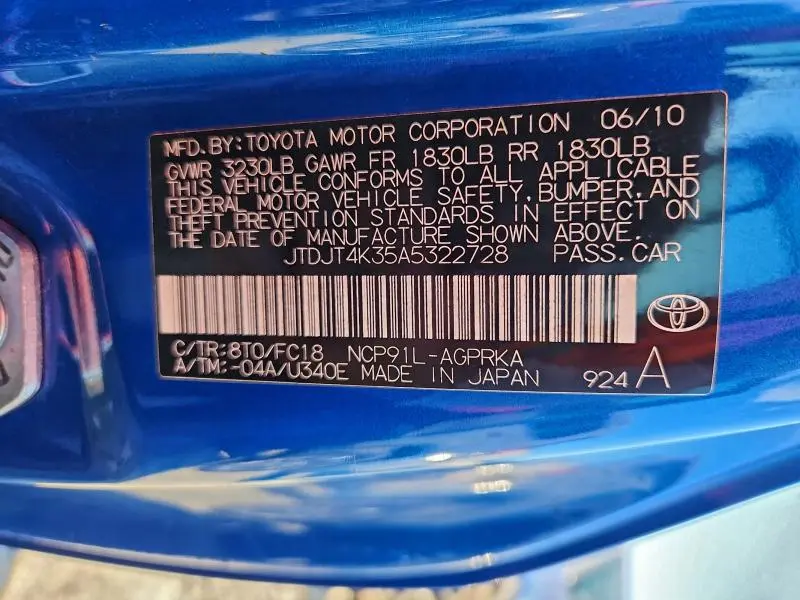 MFD.BY:TOYOTA MOTOR CORPORATION 06/10
GVWR 3230LB GAWR FR 1830LB RR 1830LB
THIS VEHICLE CONFORMS TO ALL APPLICABLE
FEDERAL MOTOR VEHICLE SAFETY,BUMPER,AND
THEFT PREVENTION STANDARDS IN EFFECT ON
THE DATE OF MANUFACTURE SHOWN ABOVE.
JTDJT4K35A5322728 PASS.CAR
C/TR:8T0/FC18 NCP91L-AGPRKA
A/TM:-04A/U340E MADE IN JAPAN 924 A